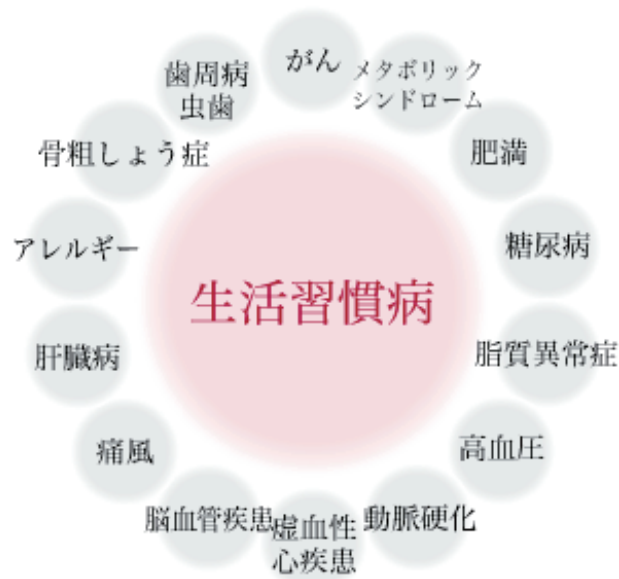 がん
メタボリック
シンドローム
肥満
糖尿病
脂質異常症
高血圧
動脈硬化
虚血性
心疾患
脳血管疾患
痛風
肝臓病
アレルギー
骨粗しょう症
歯周病
虫歯
生活習慣病